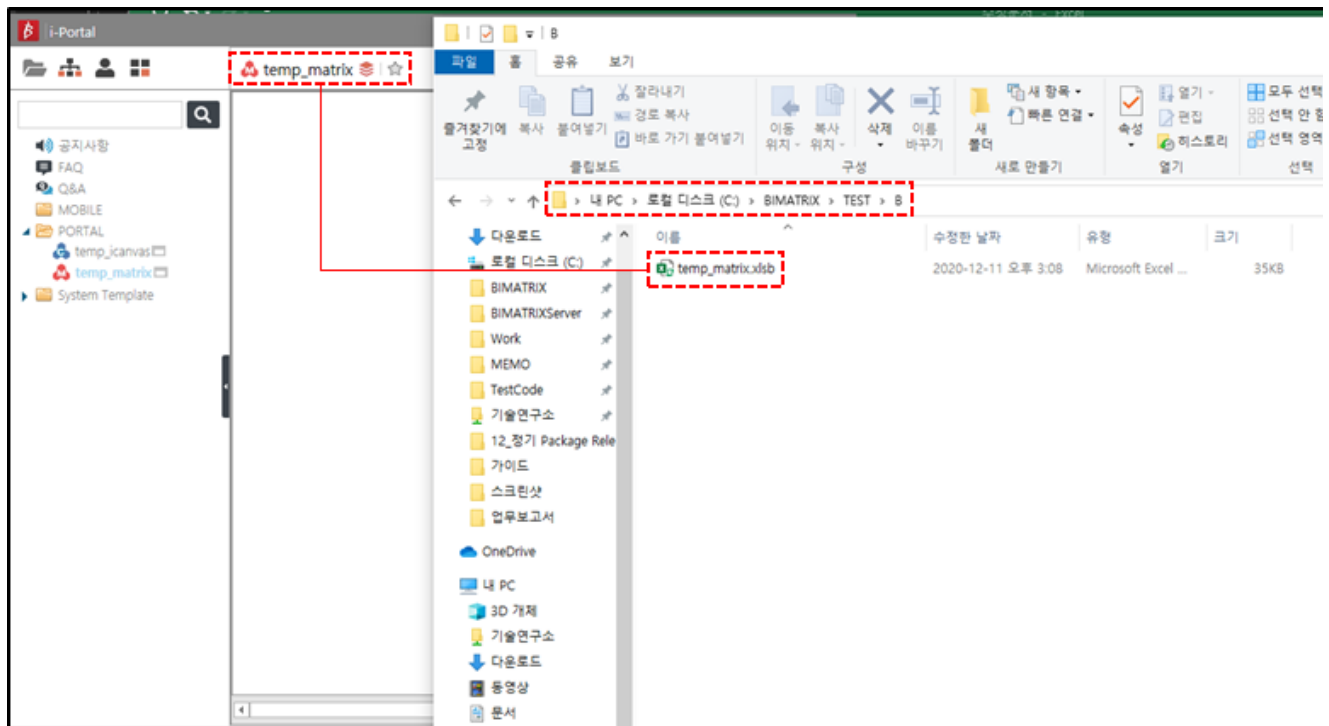 i-Portal
temp_matrix
공지사항
FAQ
Q&A
MOBILE
PORTAL
temp_icanvas
temp_matrix
System Template
B
파일 홈 공유 보기
즐겨찾기에 고정
복사
붙여넣기
잘라내기
경로 복사
바로 가기 붙여넣기
클립보드
이동 위치
복사 위치
삭제
이름 바꾸기
구성
새 폴더
새 항목
빠른 연결
새로 만들기
속성
열기
편집
히스토리
열기
모두 선택
선택 안 함
선택 영역
선택
내 PC > 로컬 디스크 (C:) > BIMATRIX > TEST > B
이름 수정한 날짜 유형 크기
temp_matrix.xlsb 2020-12-11 오후 3:08 Microsoft Excel ... 35KB
다운로드
로컬 디스크 (C:)
BIMATRIX
BIMATRIXServer
Work
MEMO
TestCode
기술연구소
12_정기 Package Rele
가이드
스크린샷
업무보고서
OneDrive
내 PC
3D 개체
기술연구소
다운로드
동영상
문서